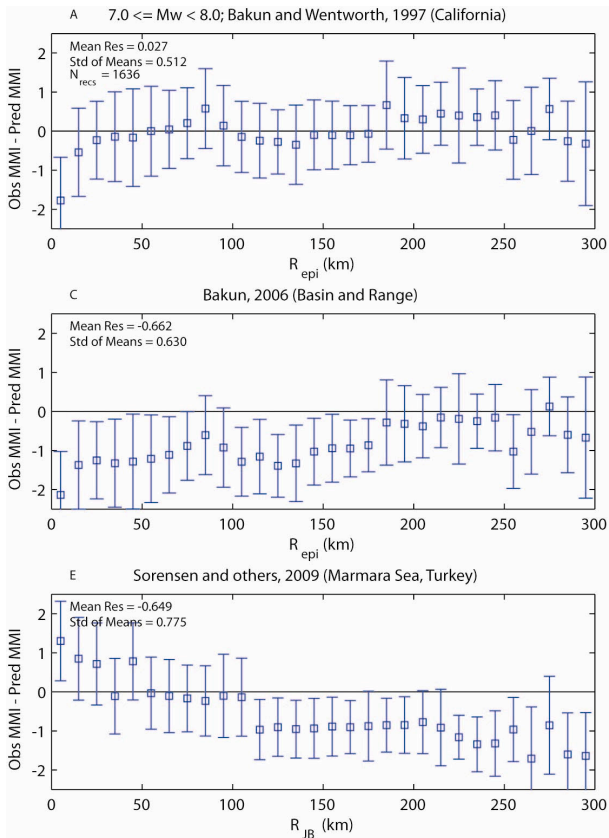 A 7.0 <= Mw < 8.0; Bakun and Wentworth, 1997 (California)
Mean Res = 0.027
Std of Means = 0.512
Nrecs = 1636
Obs MMI - Pred MMI
2
1
0
-1
-2
0 50 100 150 200 250 300
Repi (km)
C Bakun, 2006 (Basin and Range)
Mean Res = -0.662
Std of Means = 0.630
Obs MMI - Pred MMI
2
1
0
-1
-2
0 50 100 150 200 250 300
Repi (km)
E Sorensen and others, 2009 (Marmara Sea, Turkey)
Mean Res = -0.649
Std of Means = 0.775
Obs MMI - Pred MMI
2
1
0
-1
-2
0 50 100 150 200 250 300
RJB (km)